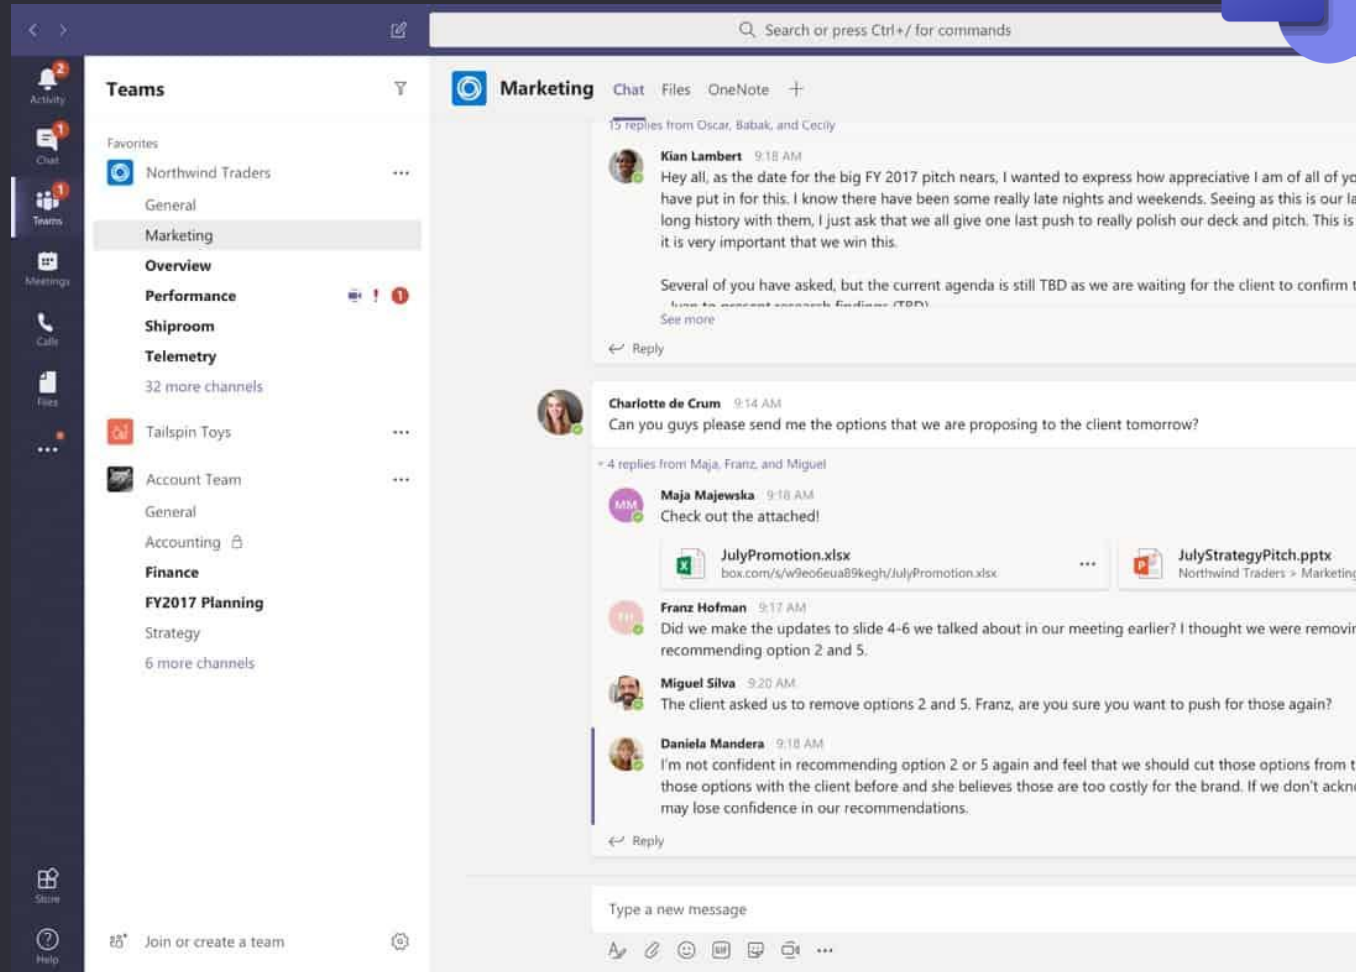 Search or press Ctrl+/ for commands
2
Activity
1
Chat
1
Teams
Meetings
Calls
Files
Store
Help
Teams
Favorites
Northwind Traders
General
Marketing
Overview
Performance ! 1
Shiproom
Telemetry
32 more channels
Tailspin Toys
Account Team
General
Accounting
Finance
FY2017 Planning
Strategy
6 more channels
Join or create a team
Marketing Chat Files OneNote +
15 replies from Oscar, Babak, and Cecily
Kian Lambert 9:18 AM
Hey all, as the date for the big FY 2017 pitch nears, I wanted to express how appreciative I am of all of yo
have put in for this. I know there have been some really late nights and weekends. Seeing as this is our la
long history with them, I just ask that we all give one last push to really polish our deck and pitch. This is
it is very important that we win this.
Several of you have asked, but the current agenda is still TBD as we are waiting for the client to confirm t
to present research findings (TBD)
See more
Reply
Charlotte de Crum 9:14 AM
Can you guys please send me the options that we are proposing to the client tomorrow?
4 replies from Maja, Franz, and Miguel
MM
Maja Majewska 9:18 AM
Check out the attached!
JulyPromotion.xlsx
box.com/s/w9eo6eua89kegh/JulyPromotion.xlsx
JulyStrategyPitch.pptx
Northwind Traders > Marketing
Franz Hofman 9:17 AM
Did we make the updates to slide 4-6 we talked about in our meeting earlier? I thought we were removin
recommending option 2 and 5.
Miguel Silva 9:20 AM
The client asked us to remove options 2 and 5. Franz, are you sure you want to push for those again?
Daniela Mandera 9:18 AM
I'm not confident in recommending option 2 or 5 again and feel that we should cut those options from t
those options with the client before and she believes those are too costly for the brand. If we don't ackno
may lose confidence in our recommendations.
Reply
Type a new message
GIF